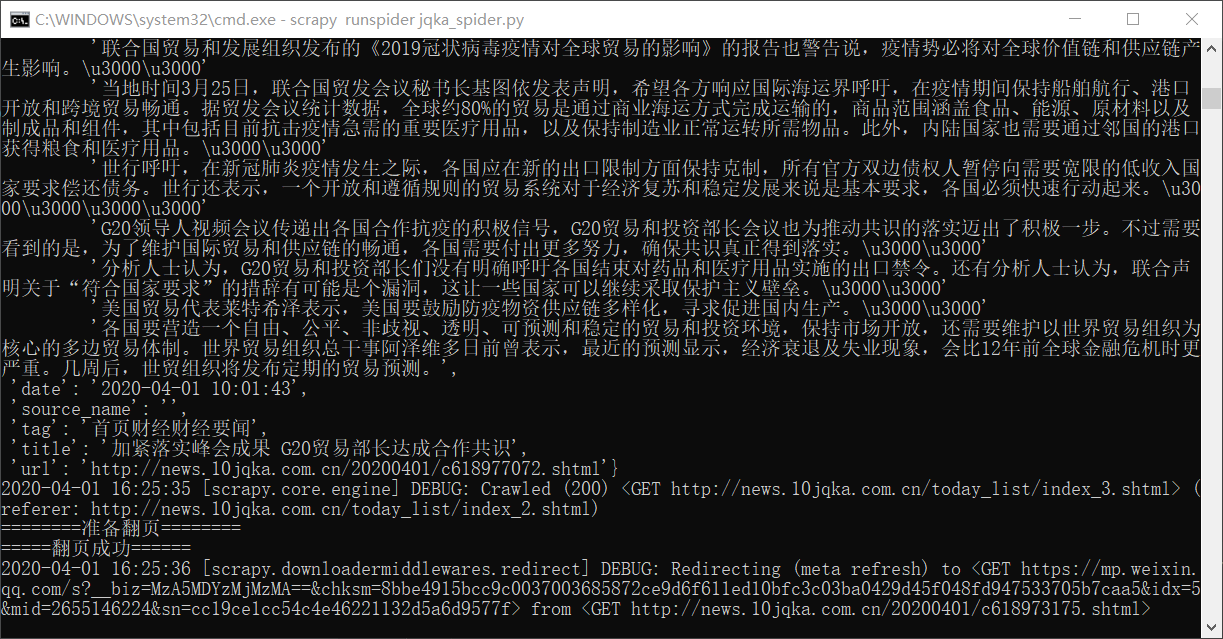 C:\WINDOWS\system32\cmd.exe - scrapy  runspider jqka_spider.py
'联合国贸易和发展组织发布的《2019冠状病毒疫情对全球贸易的影响》的报告也警告说，疫情势必将对全球价值链和供应链产
生影响。\u3000\u3000'
'当地时间3月25日，联合国贸发会议秘书长基图依发表声明，希望各方响应国际海运界呼吁，在疫情期间保持船舶航行、港口
开放和跨境贸易畅通。据贸发会议统计数据，全球约80%的贸易是通过商业海运方式完成运输的，商品范围涵盖食品、能源、原材料以及
制成品和组件，其中包括目前抗击疫情急需的重要医疗用品，以及保持制造业正常运转所需物品。此外，内陆国家也需要通过邻国的港口
获得粮食和医疗用品。\u3000\u3000'
'世行呼吁，在新冠肺炎疫情发生之际，各国应在新的出口限制方面保持克制，所有官方双边债权人暂停向需要宽限的低收入国
家要求偿还债务。世行还表示，一个开放和遵循规则的贸易系统对于经济复苏和稳定发展来说是基本要求，各国必须快速行动起来。\u30
00\u3000\u3000\u3000'
'G20领导人视频会议传递出各国合作抗疫的积极信号，G20贸易和投资部长会议也为推动共识的落实迈出了积极一步。不过需要
看到的是，为了维护国际贸易和供应链的畅通，各国需要付出更多努力，确保共识真正得到落实。\u3000\u3000'
'分析人士认为，G20贸易和投资部长们没有明确呼吁各国结束对药品和医疗用品实施的出口禁令。还有分析人士认为，联合声
明关于“符合国家要求”的措辞有可能是个漏洞，这让一些国家可以继续采取保护主义壁垒。\u3000\u3000'
'美国贸易代表莱特希泽表示，美国要鼓励防疫物资供应链多样化，寻求促进国内生产。\u3000\u3000'
'各国要营造一个自由、公平、非歧视、透明、可预测和稳定的贸易和投资环境，保持市场开放，还需要维护以世界贸易组织为
核心的多边贸易体制。世界贸易组织总干事阿泽维多日前曾表示，最近的预测显示，经济衰退及失业现象，会比12年前全球金融危机时更
严重。几周后，世贸组织将发布定期的贸易预测。',
'date': '2020-04-01 10:01:43',
'source_name': '',
'tag': '首页财经财经要闻',
'title': '加紧落实峰会成果 G20贸易部长达成合作共识',
'url': 'http://news.10jqka.com.cn/20200401/c618977072.shtml'}
2020-04-01 16:25:35 [scrapy.core.engine] DEBUG: Crawled (200) <GET http://news.10jqka.com.cn/today_list/index_3.shtml> (
referer: http://news.10jqka.com.cn/today_list/index_2.shtml)
========准备翻页========
=====翻页成功======
2020-04-01 16:25:36 [scrapy.downloadermiddlewares.redirect] DEBUG: Redirecting (meta refresh) to <GET https://mp.weixin.
qq.com/s?__biz=MzA5MDYzMjMzMA==&chksm=8bbe4915bcc9c0037003685872ce9d6f611ed10bfc3c03ba0429d45f048fd947533705b7caa5&idx=5
&mid=2655146224&sn=cc19ce1cc54c4e46221132d5a6d9577f> from <GET http://news.10jqka.com.cn/20200401/c618973175.shtml>